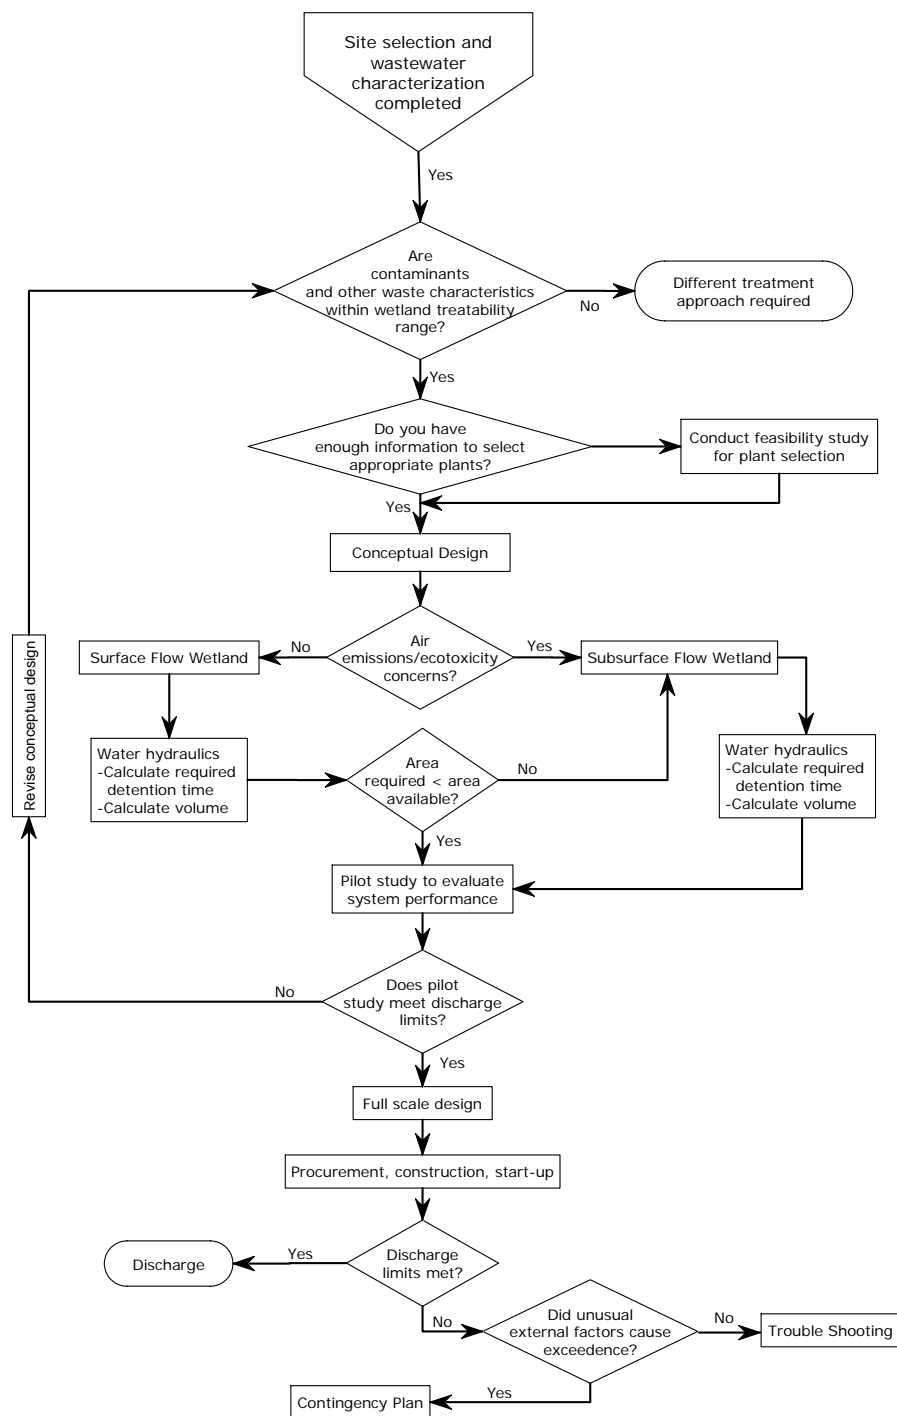 Site selection and
wastewater
characterization
completed
Yes
Are
contaminants
and other waste characteristics
within wetland treatability
range?
No
Different treatment
approach required
Yes
Do you have
enough information to select
appropriate plants?
Conduct feasibility study
for plant selection
Yes
Conceptual Design
Air
emissions/ecotoxicity
concerns?
No
Surface Flow Wetland
Yes
Subsurface Flow Wetland
Revise conceptual design
Water hydraulics
-Calculate required
detention time
-Calculate volume
Area
required < area
available?
No
Water hydraulics
-Calculate required
detention time
-Calculate volume
Yes
Pilot study to evaluate
system performance
Does pilot
study meet discharge
limits?
No
Yes
Full scale design
Procurement, construction, start-up
Discharge
limits met?
Yes
Discharge
No
Did unusual
external factors cause
exceedence?
No
Trouble Shooting
Yes
Contingency Plan